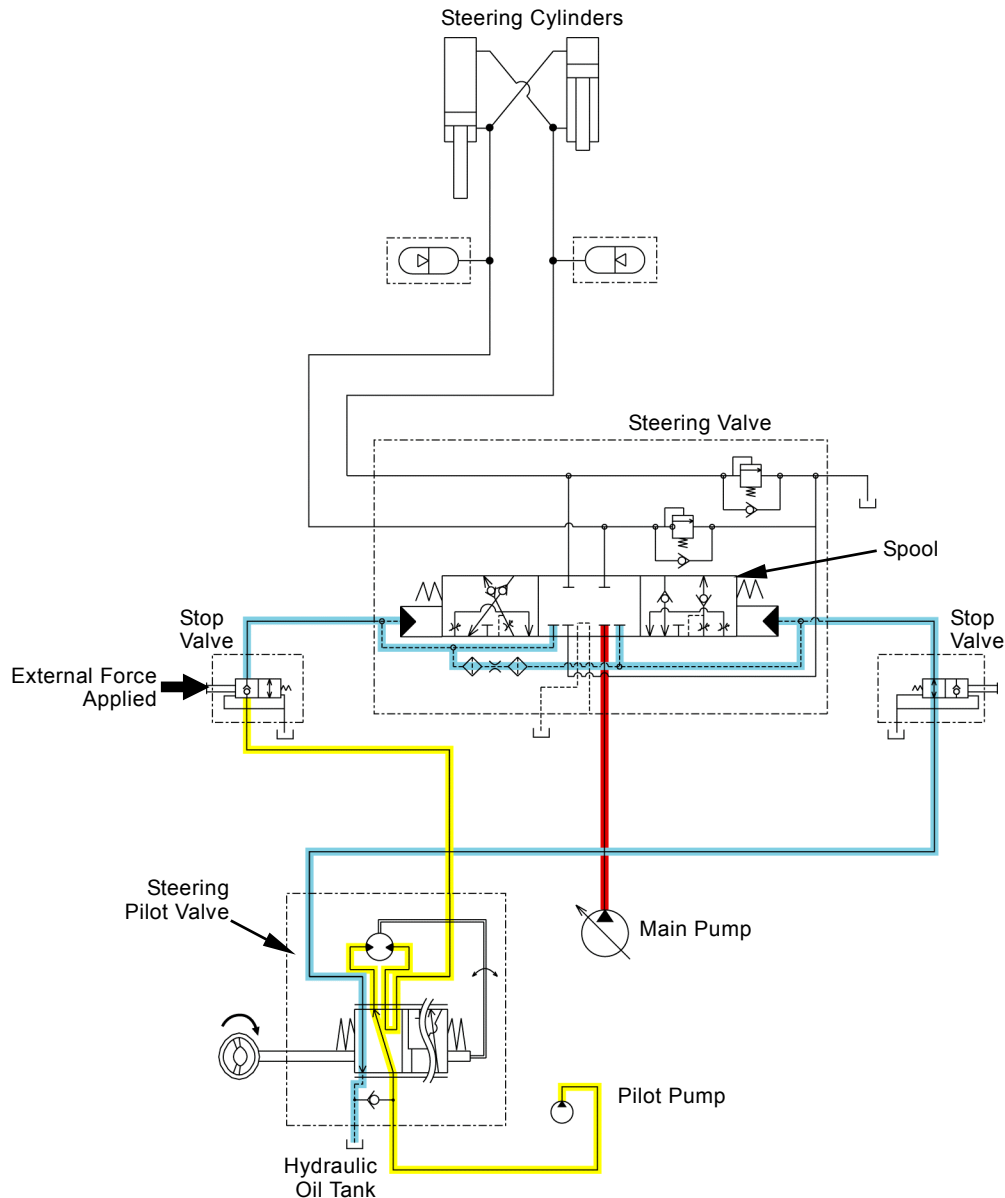 Steering Cylinders
Steering Valve
Spool
Stop
Valve
Stop
Valve
External Force
Applied
Steering
Pilot Valve
Main Pump
Pilot Pump
Hydraulic
Oil Tank